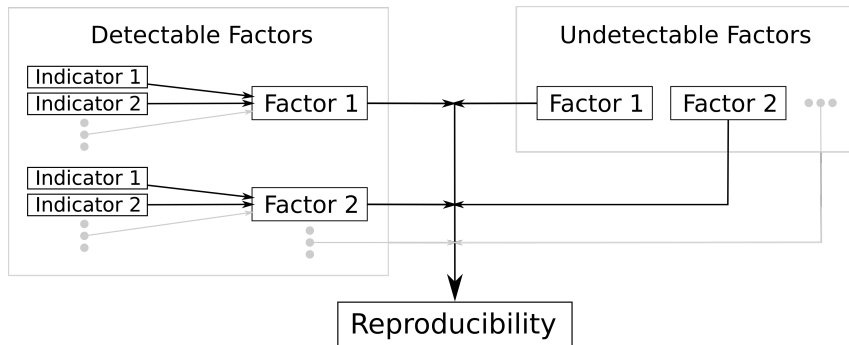 Detectable Factors
Indicator 1
Indicator 2
Factor 1
Indicator 1
Indicator 2
Factor 2
Undetectable Factors
Factor 1
Factor 2
Reproducibility